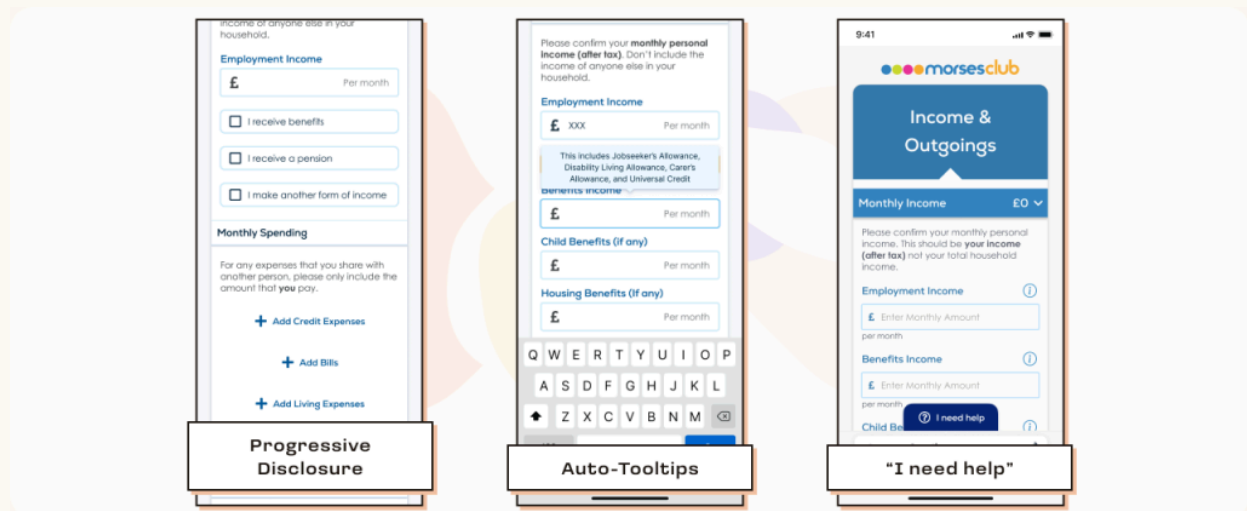 income of anyone else in your
household.
Employment Income
£ Per month
I receive benefits
I receive a pension
I make another form of income
Monthly Spending
For any expenses that you share with
another person, please only include the
amount that you pay.
+ Add Credit Expenses
+ Add Bills
+ Add Living Expenses
Progressive
Disclosure
Please confirm your monthly personal
income (after tax). Don't include the
income of anyone else in your
household.
Employment Income
£ XXX Per month
This includes Jobseeker's Allowance,
Disability Living Allowance, Carer's
Allowance, and Universal Credit
Benefits Income
£ Per month
Child Benefits (if any)
£ Per month
Housing Benefits (If any)
£ Per month
Q W E R T Y U I O P
A S D F G H J K L
Z X C V B N M
Auto-Tooltips
9:41
morsesclub
Income &
Outgoings
Monthly Income £0
Please confirm your monthly personal
income. This should be your income
(after tax) not your total household
income.
Employment Income
£ Enter Monthly Amount
per month
Benefits Income
£ Enter Monthly Amount
per month
I need help
Child Be
"I need help"